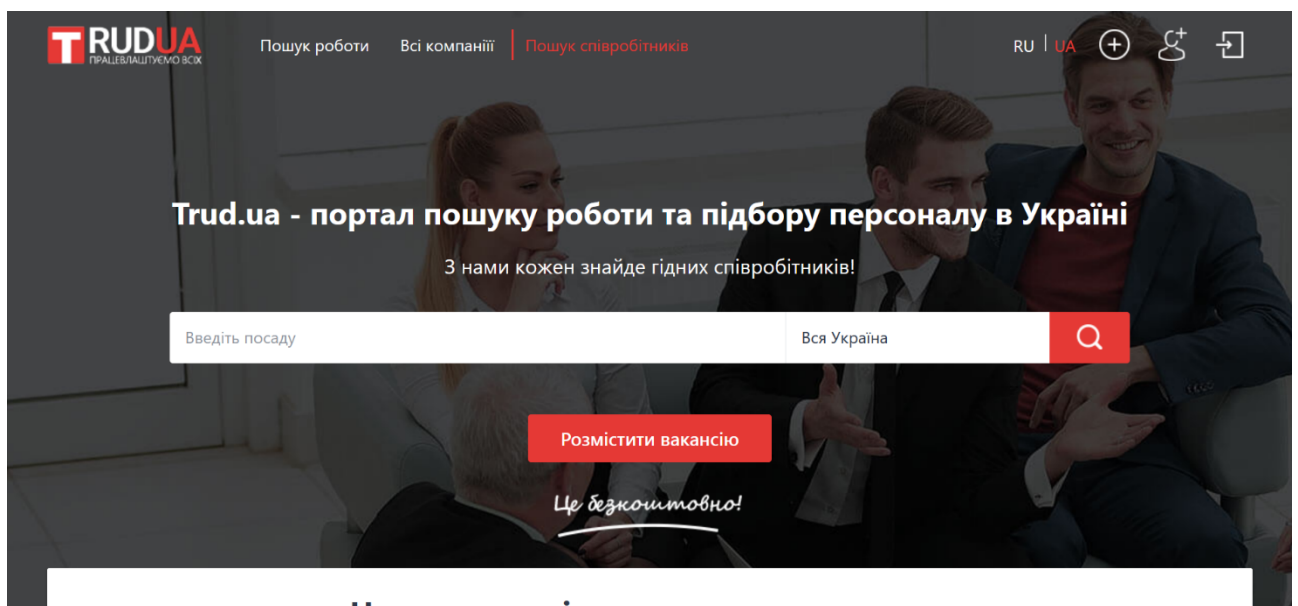 TRUDUA
ПРАЦЕВЛАШТУЄМО ВСІХ
Пошук роботи
Всі компаніїї
Пошук співробітників
RU
UA
Trud.ua - портал пошуку роботи та підбору персоналу в Україні
З нами кожен знайде гідних співробітників!
Введіть посаду
Вся Україна
Розмістити вакансію
Це безкоштовно!